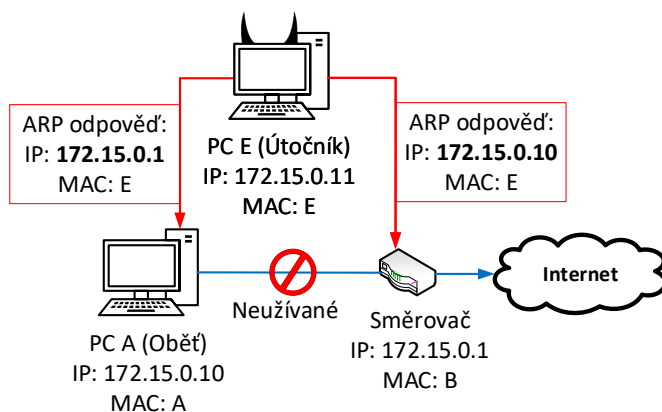 ARP odpověď:
IP: 172.15.0.1
MAC: E
PC E (Útočník)
IP: 172.15.0.11
MAC: E
ARP odpověď:
IP: 172.15.0.10
MAC: E
Neužívané
Internet
PC A (Oběť)
IP: 172.15.0.10
MAC: A
Směrovač
IP: 172.15.0.1
MAC: B